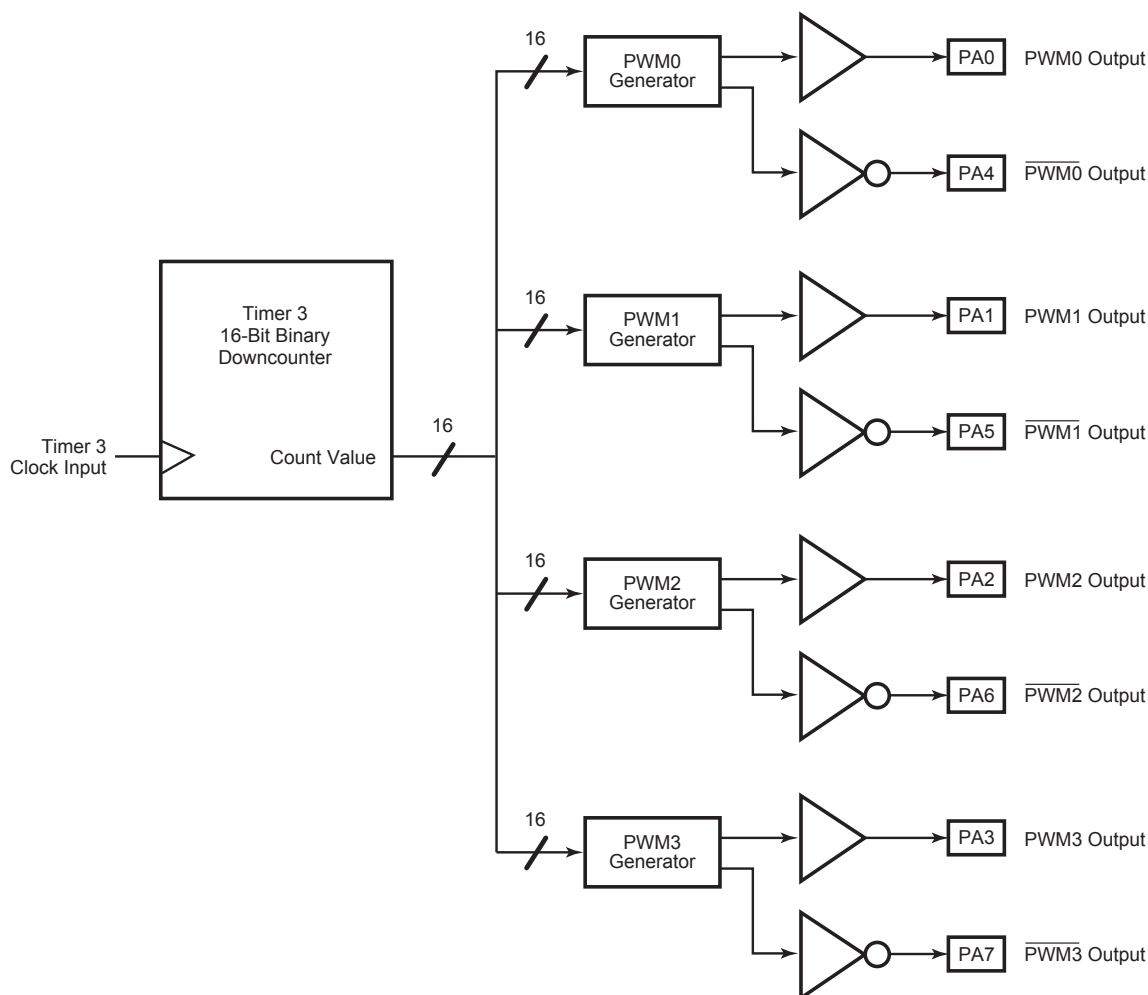 16
PWM0
Generator
PA0
PWM0 Output
PA4
PWM0 Output
Timer 3
16-Bit Binary
Downcounter
Timer 3
Clock Input
Count Value
16
16
PWM1
Generator
PA1
PWM1 Output
PA5
PWM1 Output
16
PWM2
Generator
PA2
PWM2 Output
PA6
PWM2 Output
16
PWM3
Generator
PA3
PWM3 Output
PA7
PWM3 Output